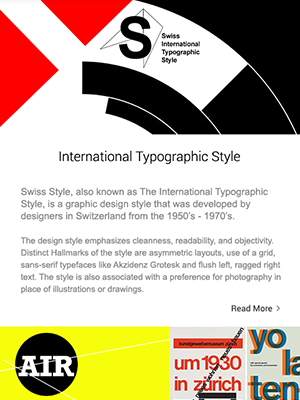 S
Swiss
International
Typographic
Style
International Typographic Style
Swiss Style, also known as The International Typographic
Style, is a graphic design style that was developed by
designers in Switzerland from the 1950's - 1970's.
The design style emphasizes cleanness, readability, and objectivity.
Distinct Hallmarks of the style are asymmetric layouts, use of a grid,
sans-serif typefaces like Akzidenz Grotesk and flush left, ragged right
text. The style is also associated with a preference for photography in
place of illustrations or drawings.
Read More >
AIR
kunstgewerbemuseum zürich
um 1930
in zürich
yo
la
ten